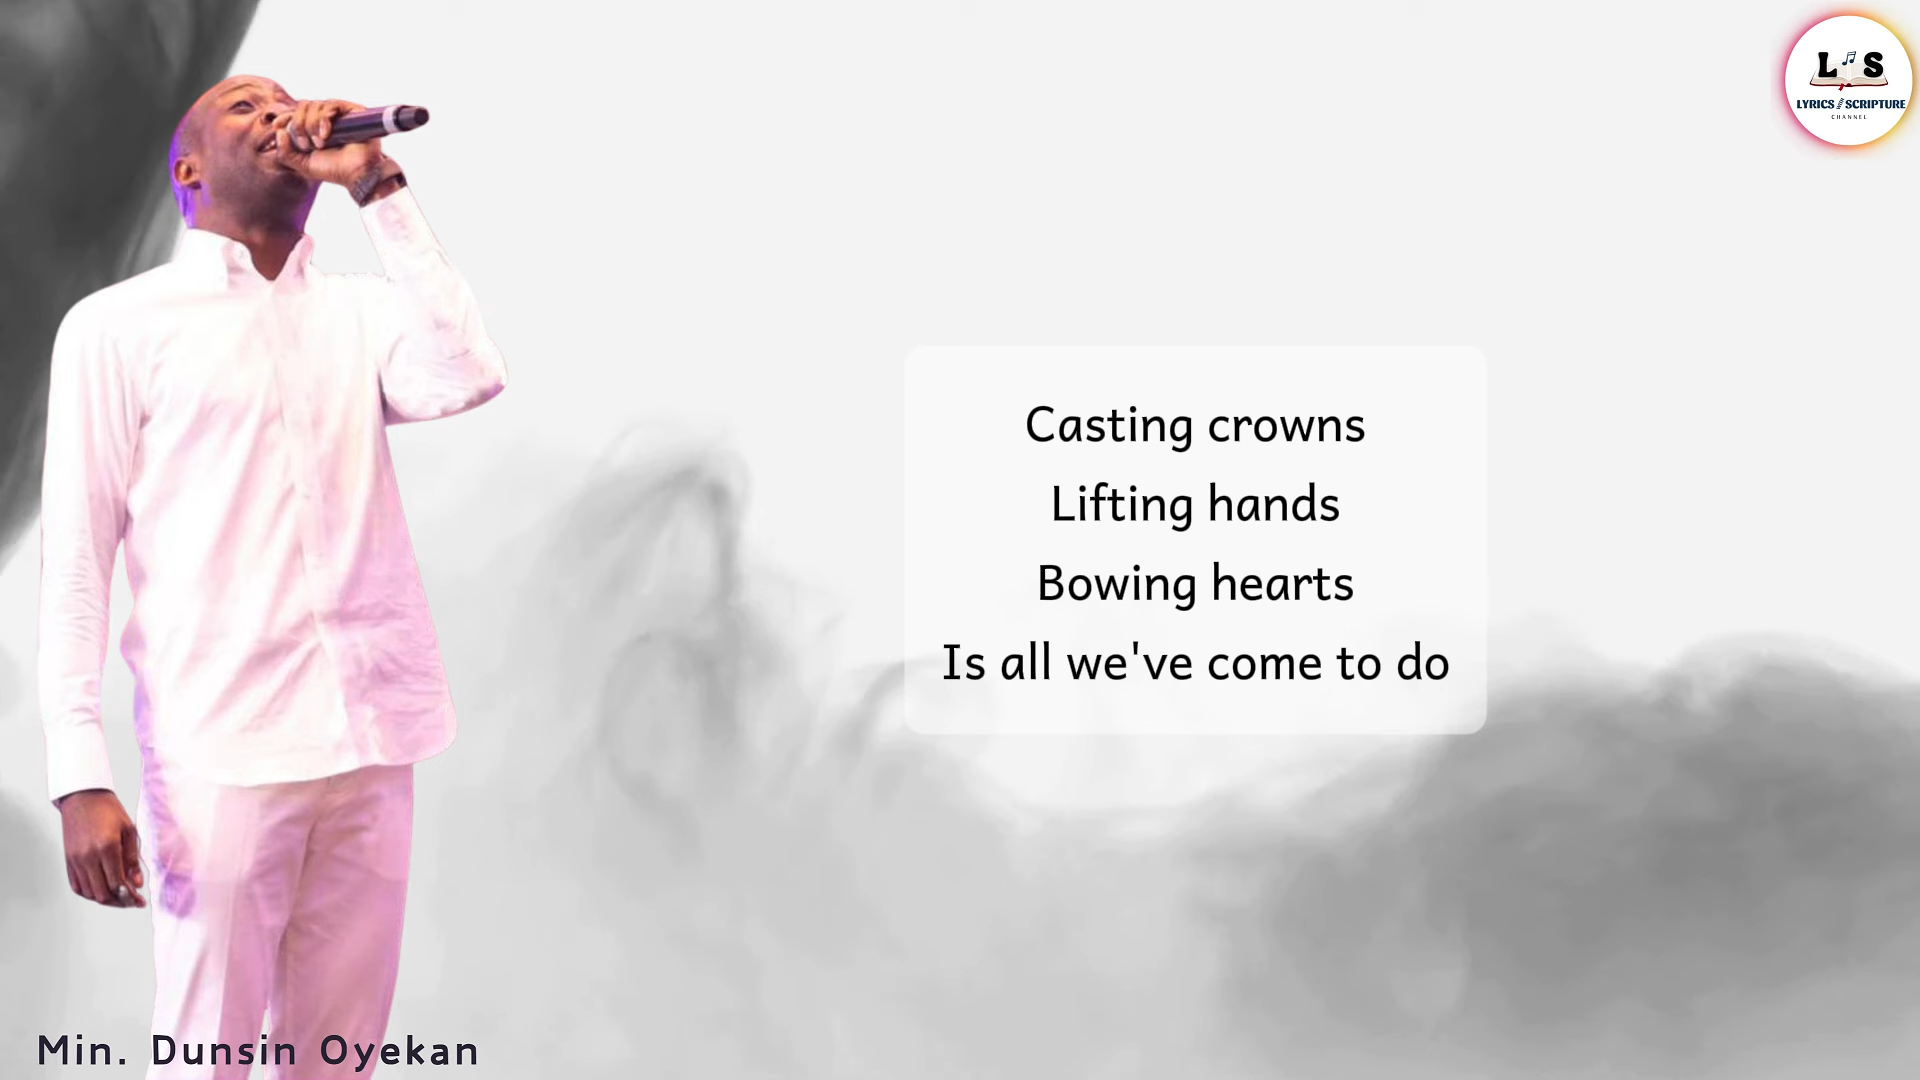 L S
LYRICS SCRIPTURE
CHANNEL
Casting crowns
Lifting hands
Bowing hearts
Is all we've come to do
Min. Dunsin Oyekan